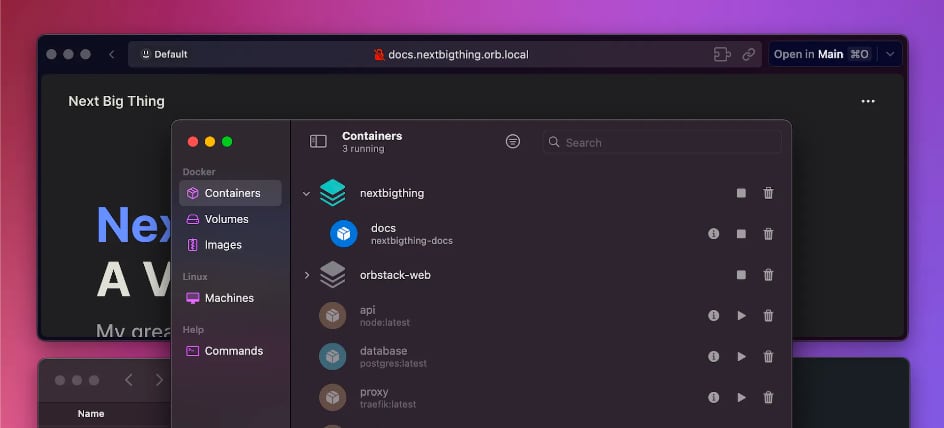 Default
docs.nextbigthing.orb.local
Open in Main ⌘O
Next Big Thing
Containers
3 running
Search
Docker
Containers
Volumes
Images
Linux
Machines
Help
Commands
nextbigthing
docs
nextbigthing-docs
orbstack-web
api
node:latest
database
postgres:latest
proxy
traefik:latest
Nex
A V
My grea
Name